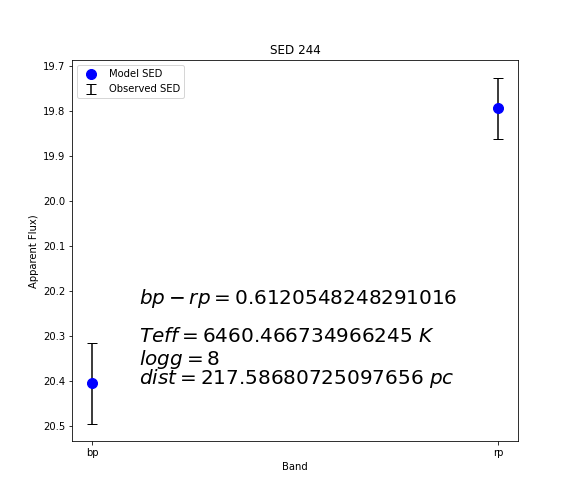 SED 244
Model SED
Observed SED
19.7
19.8
19.9
20.0
20.1
20.2
20.3
20.4
20.5
Apparent Flux)
bp − rp = 0.6120548248291016
Teff = 6460.466734966245 K
logg = 8
dist = 217.58680725097656 pc
bp
rp
Band